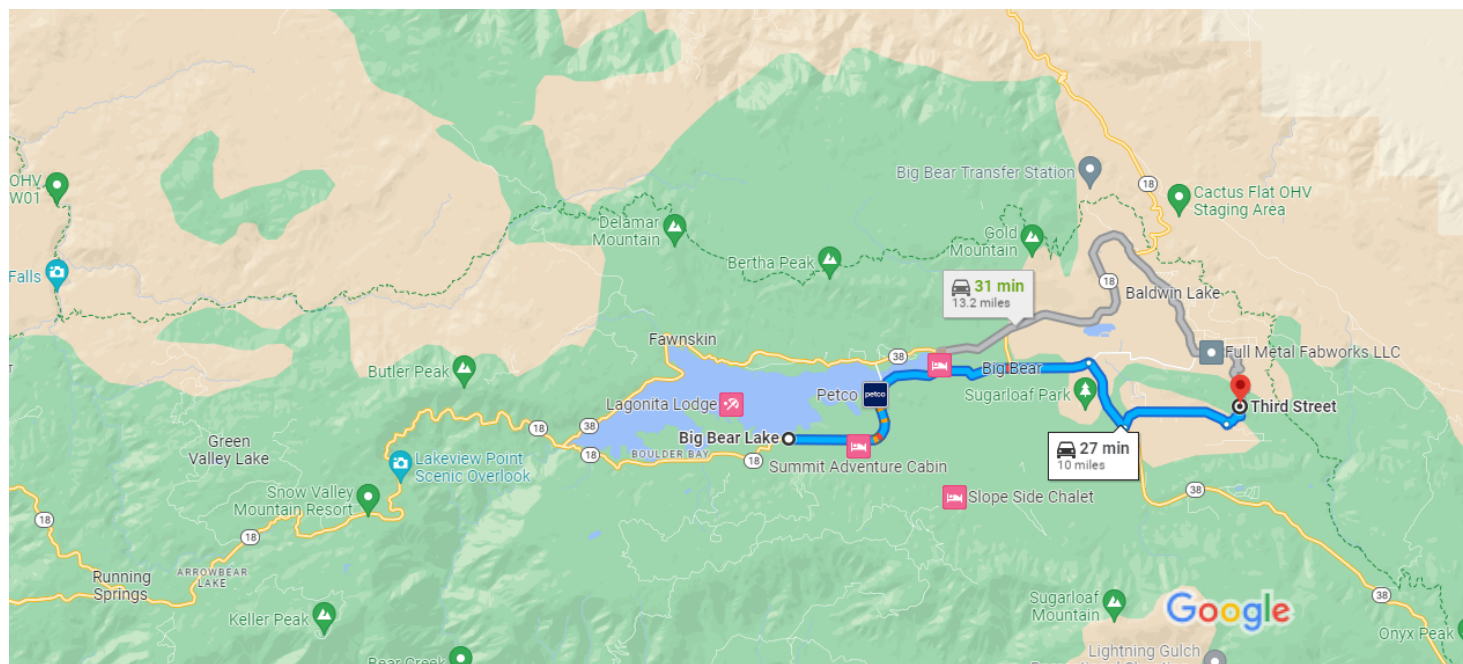 OHV
W01
Falls
Big Bear Transfer Station
18
Cactus Flat OHV
Staging Area
Delamar
Mountain
Gold
Mountain
Bertha Peak
31 min
13.2 miles
18
Baldwin Lake
Fawnskin
38
Full Metal Fabworks LLC
Butler Peak
Big Bear
Petco
petco
Sugarloaf Park
Lagonita Lodge
38
Third Street
Green
Valley Lake
18
Big Bear Lake
18
BOULDER BAY
18
Summit Adventure Cabin
27 min
10 miles
Lakeview Point
Scenic Overlook
Snow Valley
Mountain Resort
Slope Side Chalet
38
18
18
ARROWBEAR
LAKE
Running
Springs
Keller Peak
Sugarloaf
Mountain
38
Google
Onyx Peak
Lightning Gulch
Bear Creek